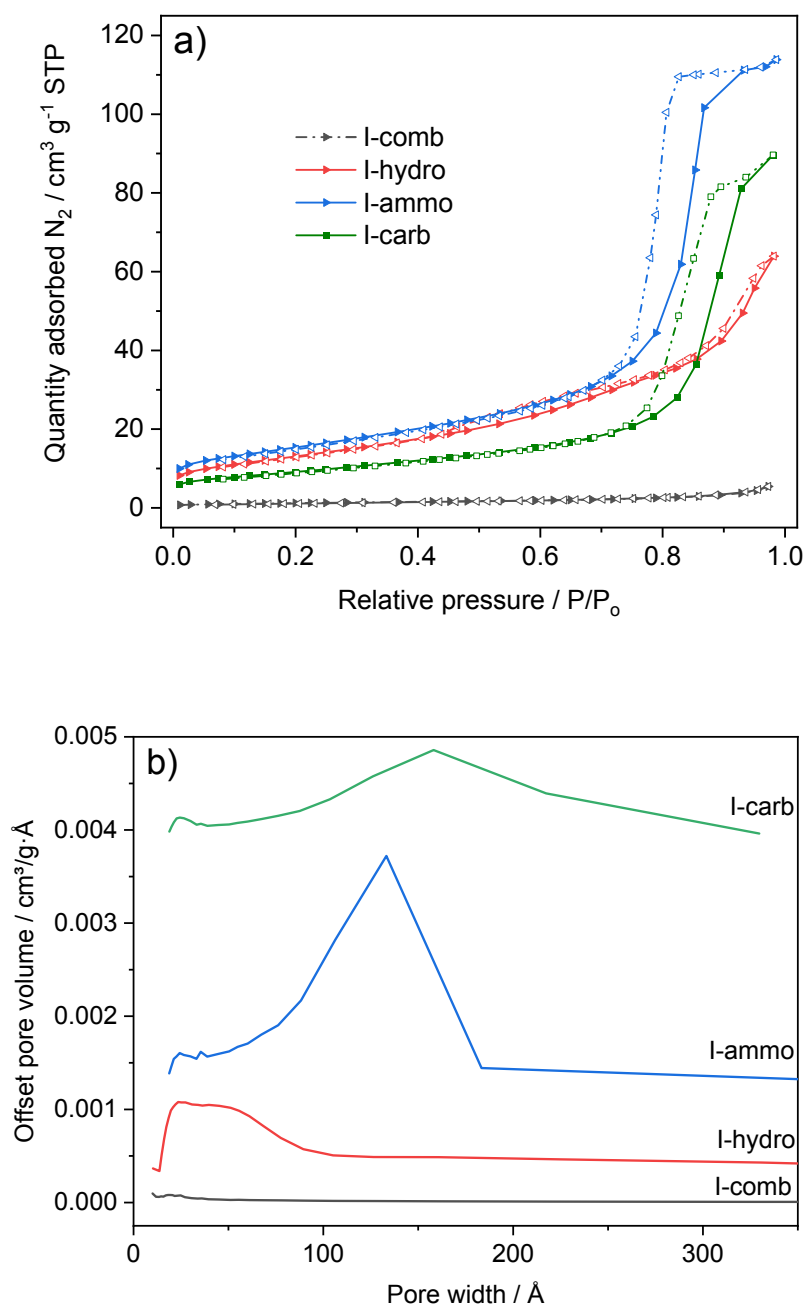 a)
I-comb
I-hydro
I-ammo
I-carb
120
100
80
60
40
20
0
0.0 0.2 0.4 0.6 0.8 1.0
Quantity adsorbed N₂ / cm³ g⁻¹ STP
Relative pressure / P/Pₒ
b)
0.005
0.004
0.003
0.002
0.001
0.000
I-carb
I-ammo
I-hydro
I-comb
0 100 200 300
Offset pore volume / cm³/g·Å
Pore width / Å